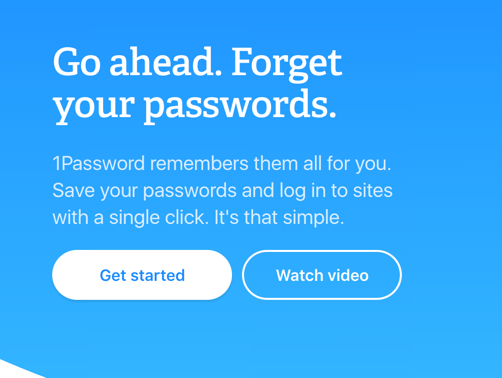 Go ahead. Forget
your passwords.
1Password remembers them all for you.
Save your passwords and log in to sites
with a single click. It's that simple.
Get started
Watch video